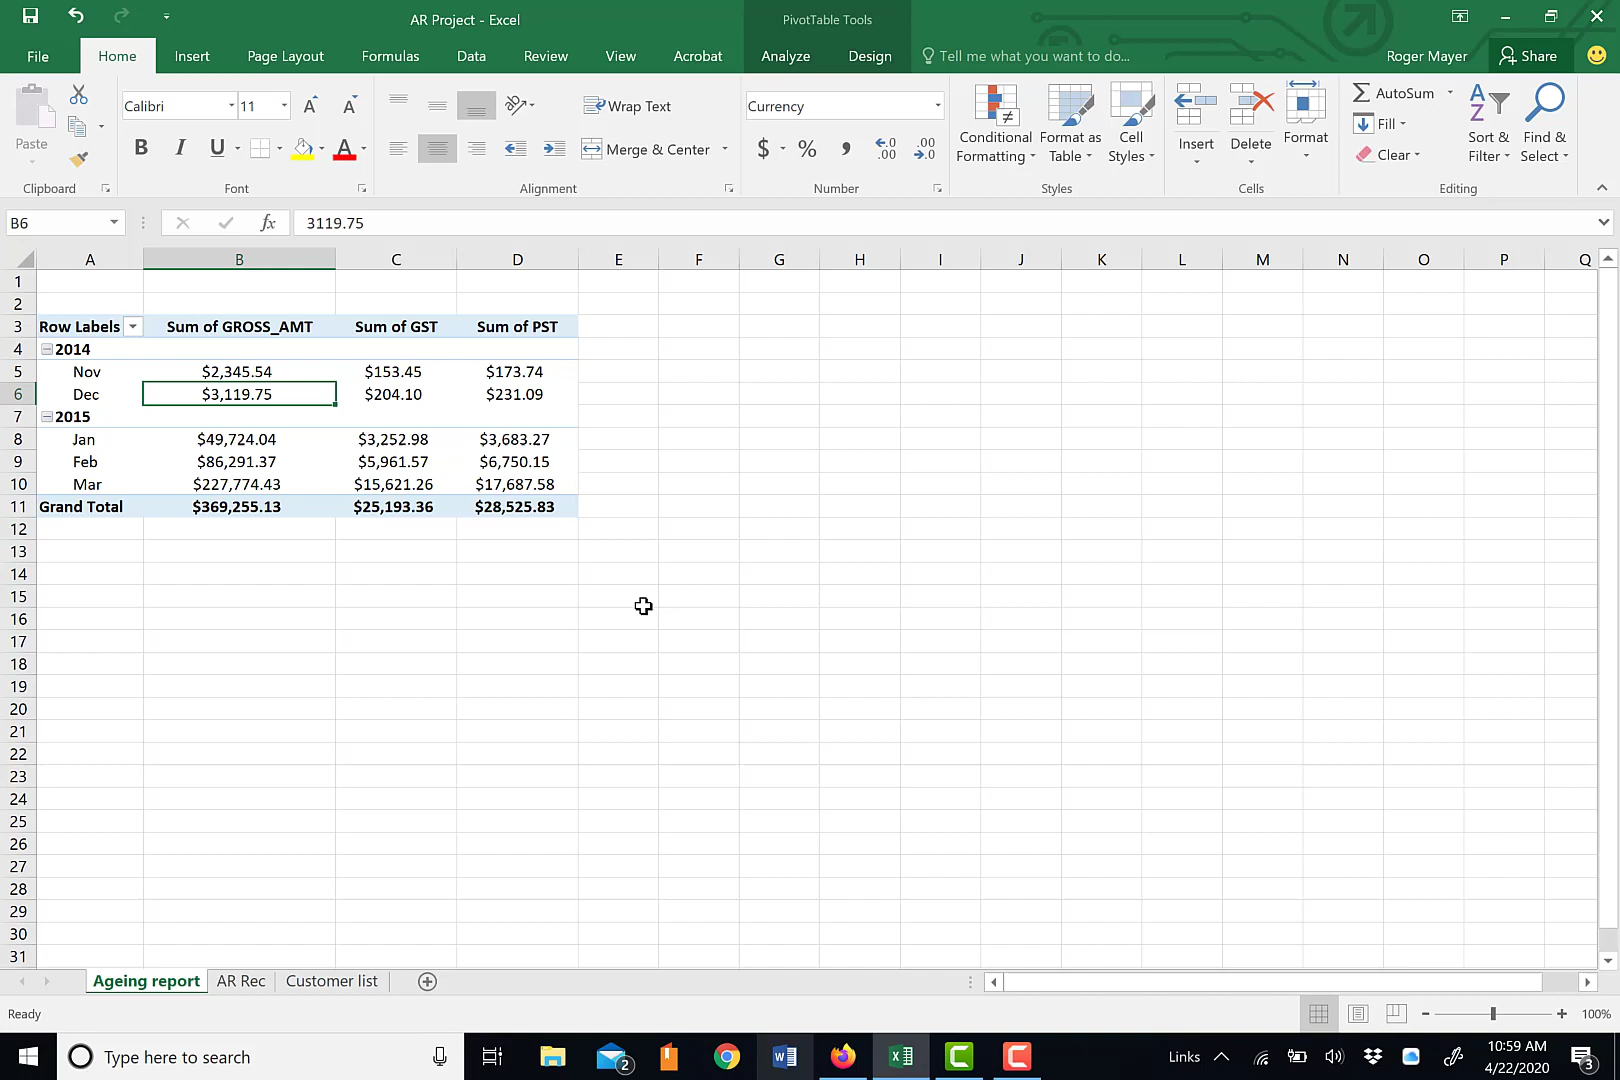 AR Project - Excel
PivotTable Tools
File Home Insert Page Layout Formulas Data Review View Acrobat Analyze Design Tell me what you want to do... Roger Mayer Share
Paste
Clipboard
Calibri 11 A A
B I U A
Font
Wrap Text
Merge & Center
Alignment
Currency
$ % , .0 .00 .00 .0
Number
Conditional Formatting
Format as Table
Cell Styles
Styles
Insert Delete Format
Cells
AutoSum
Fill
Clear
Sort & Filter
Find & Select
Editing
B6 fx 3119.75
A B C D E F G H I J K L M N O P Q
1
2
3 Row Labels Sum of GROSS_AMT Sum of GST Sum of PST
4 2014
5 Nov $2,345.54 $153.45 $173.74
6 Dec $3,119.75 $204.10 $231.09
7 2015
8 Jan $49,724.04 $3,252.98 $3,683.27
9 Feb $86,291.37 $5,961.57 $6,750.15
10 Mar $227,774.43 $15,621.26 $17,687.58
11 Grand Total $369,255.13 $25,193.36 $28,525.83
12
13
14
15
16
17
18
19
20
21
22
23
24
25
26
27
28
29
30
31
Ageing report AR Rec Customer list
Ready 100%
Type here to search 2 Links 10:59 AM 3
4/22/2020